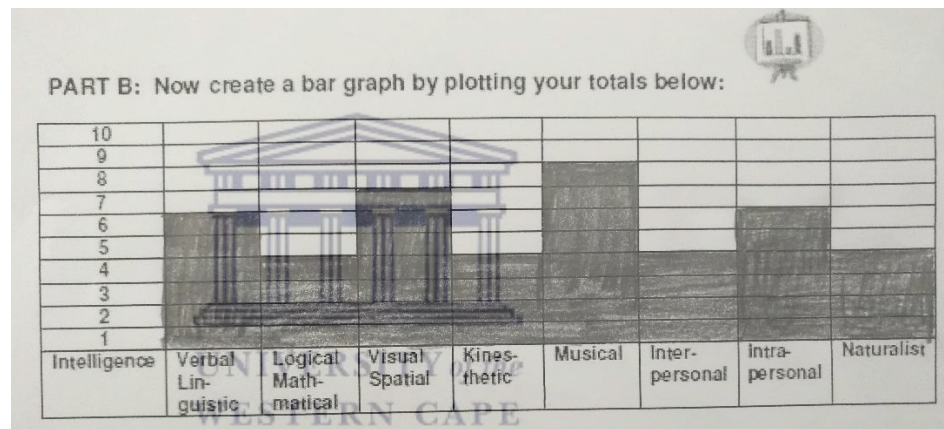 PART B: Now create a bar graph by plotting your totals below:
10
9
8
7
6
5
4
3
2
1
Intelligence Verbal Lin- guistic Logical Math- matical Visual Spatial Kines- thetic Musical Inter- personal intra- personal Naturalist
UNIVERSITY of the
WESTERN CAPE